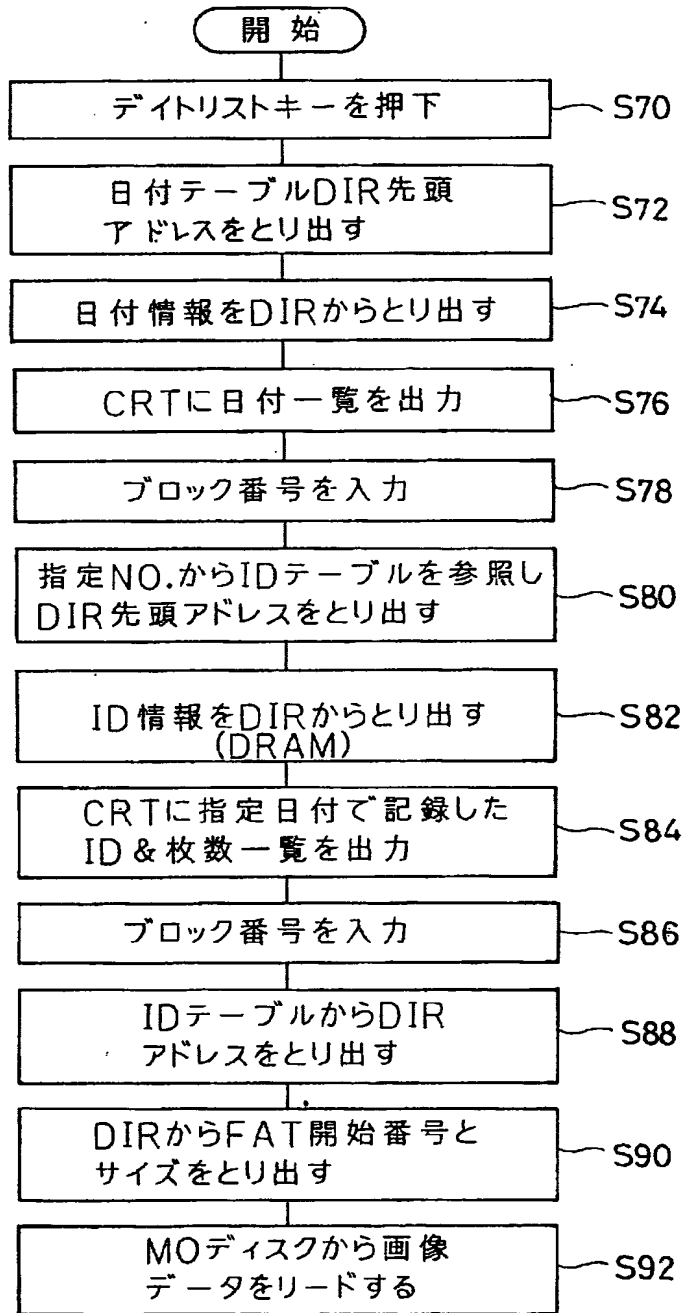 開始
デイトリストキーを押下
S70
日付テーブルDIR先頭
アドレスをとり出す
S72
日付情報をDIRからとり出す
S74
CRTに日付一覧を出力
S76
ブロック番号を入力
S78
指定NO.からIDテーブルを参照し
DIR先頭アドレスをとり出す
S80
ID情報をDIRからとり出す
(DRAM)
S82
CRTに指定日付で記録した
ID&枚数一覧を出力
S84
ブロック番号を入力
S86
IDテーブルからDIR
アドレスをとり出す
S88
DIRからFAT開始番号と
サイズをとり出す
S90
MOディスクから画像
データをリードする
S92